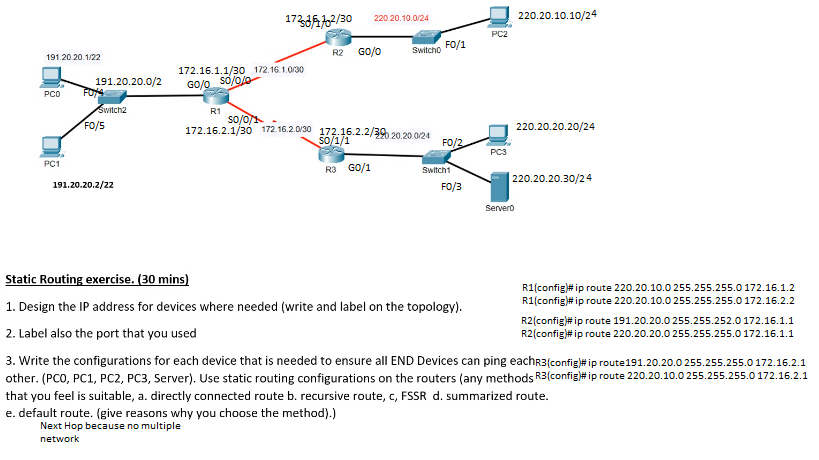 172.16.1.2/30
S0/1/0
220.20.10.0/24
220.20.10.10/24
PC2
R2
G0/0
Switch0
F0/1
191.20.20.1/22
PC0
191.20.20.0/2
F0/4
Switch2
F0/5
PC1
191.20.20.2/22
172.16.1.1/30
172.16.1.0/30
G0/0
S0/0/0
R1
S0/0/1
172.16.2.1/30
172.16.2.0/30
172.16.2.2/30
S0/1/1
220.20.20.0/24
R3
G0/1
F0/2
Switch1
F0/3
220.20.20.20/24
PC3
220.20.20.30/24
Server0
Static Routing exercise. (30 mins)
R1(config)# ip route 220.20.10.0 255.255.255.0 172.16.1.2
R1(config)# ip route 220.20.10.0 255.255.255.0 172.16.2.2
1. Design the IP address for devices where needed (write and label on the topology).
R2(config)# ip route 191.20.20.0 255.255.252.0 172.16.1.1
R2(config)# ip route 220.20.20.0 255.255.255.0 172.16.1.1
2. Label also the port that you used
3. Write the configurations for each device that is needed to ensure all END Devices can ping each
R3(config)# ip route191.20.20.0 255.255.255.0 172.16.2.1
other. (PC0, PC1, PC2, PC3, Server). Use static routing configurations on the routers (any methods
R3(config)# ip route 220.20.10.0 255.255.255.0 172.16.2.1
that you feel is suitable, a. directly connected route b. recursive route, c, FSSR d. summarized route.
e. default route. (give reasons why you choose the method).)
Next Hop because no multiple
network